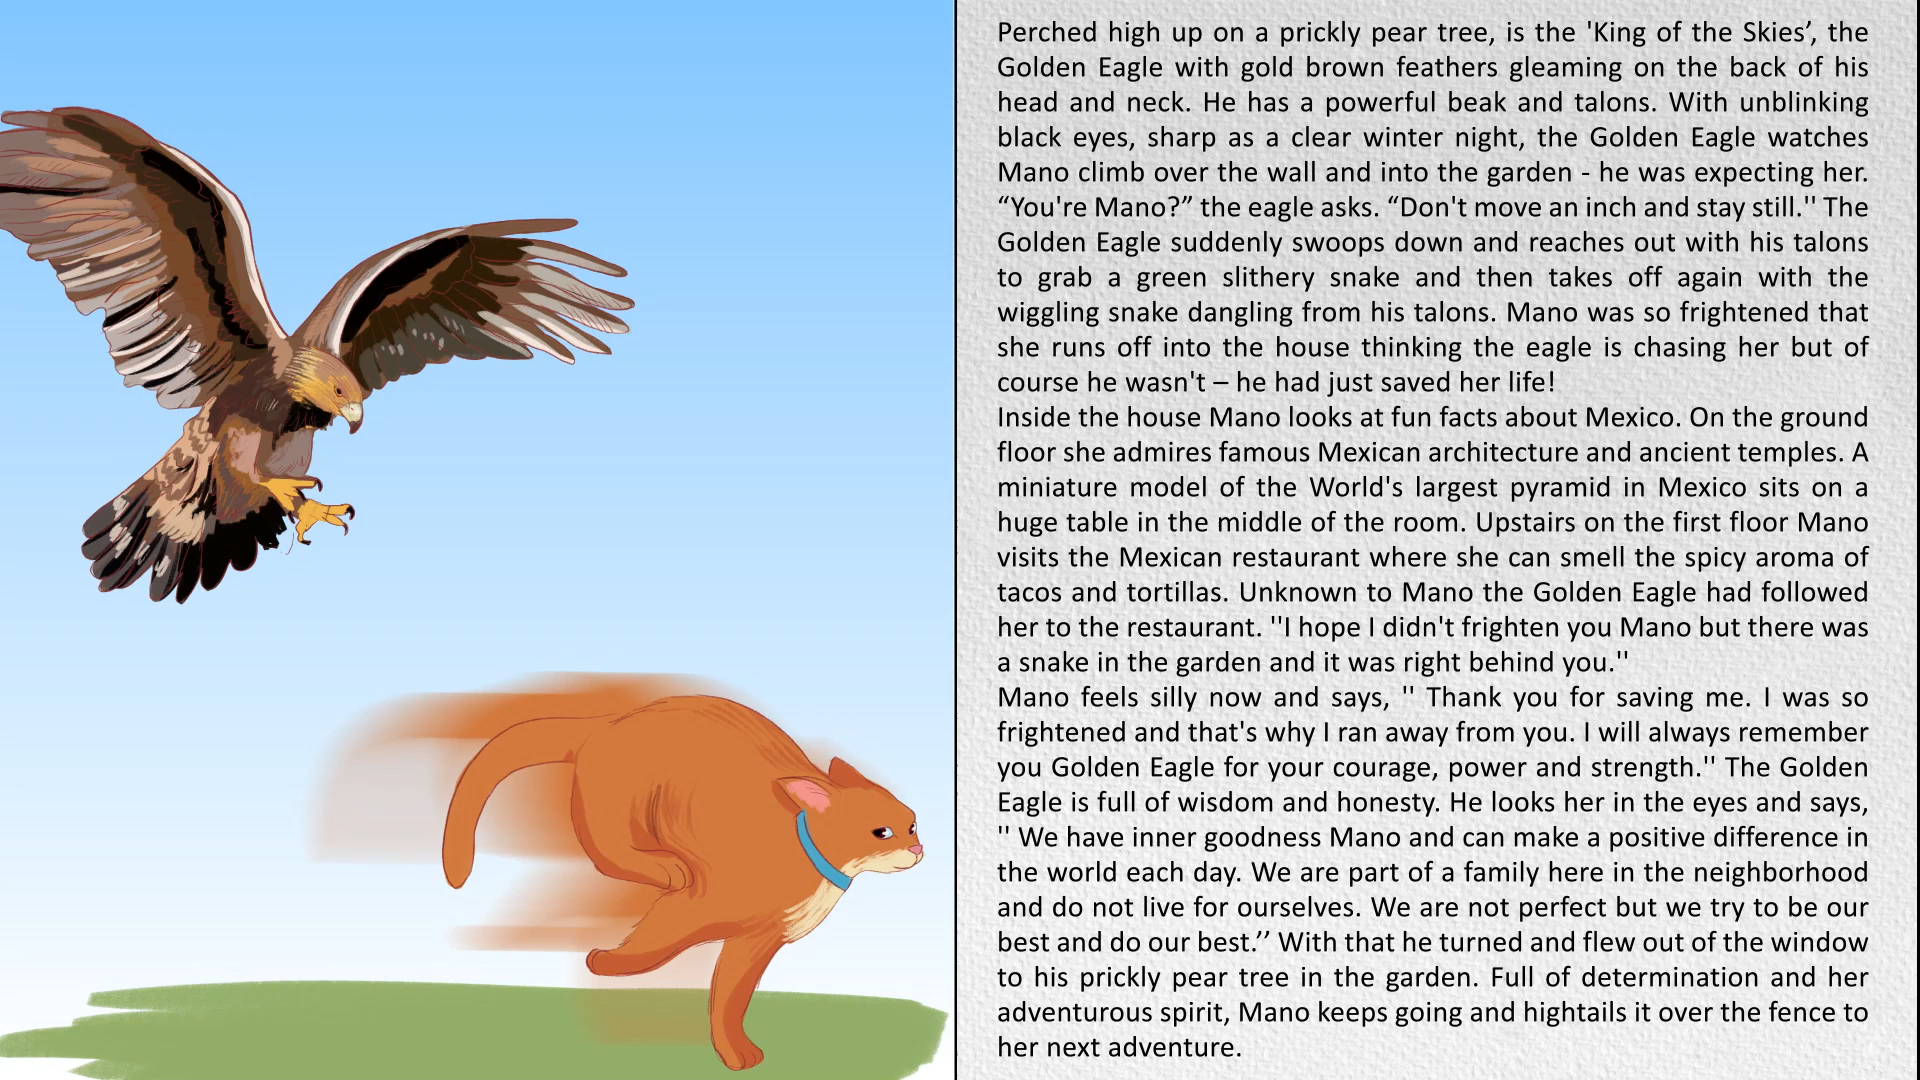 Perched high up on a prickly pear tree, is the 'King of the Skies’, the
Golden Eagle with gold brown feathers gleaming on the back of his
head and neck. He has a powerful beak and talons. With unblinking
black eyes, sharp as a clear winter night, the Golden Eagle watches
Mano climb over the wall and into the garden - he was expecting her.
“You're Mano?” the eagle asks. “Don't move an inch and stay still.'' The
Golden Eagle suddenly swoops down and reaches out with his talons
to grab a green slithery snake and then takes off again with the
wiggling snake dangling from his talons. Mano was so frightened that
she runs off into the house thinking the eagle is chasing her but of
course he wasn't – he had just saved her life!
Inside the house Mano looks at fun facts about Mexico. On the ground
floor she admires famous Mexican architecture and ancient temples. A
miniature model of the World's largest pyramid in Mexico sits on a
huge table in the middle of the room. Upstairs on the first floor Mano
visits the Mexican restaurant where she can smell the spicy aroma of
tacos and tortillas. Unknown to Mano the Golden Eagle had followed
her to the restaurant. ''I hope I didn't frighten you Mano but there was
a snake in the garden and it was right behind you.''
Mano feels silly now and says, '' Thank you for saving me. I was so
frightened and that's why I ran away from you. I will always remember
you Golden Eagle for your courage, power and strength.'' The Golden
Eagle is full of wisdom and honesty. He looks her in the eyes and says,
'' We have inner goodness Mano and can make a positive difference in
the world each day. We are part of a family here in the neighborhood
and do not live for ourselves. We are not perfect but we try to be our
best and do our best.’’ With that he turned and flew out of the window
to his prickly pear tree in the garden. Full of determination and her
adventurous spirit, Mano keeps going and hightails it over the fence to
her next adventure.